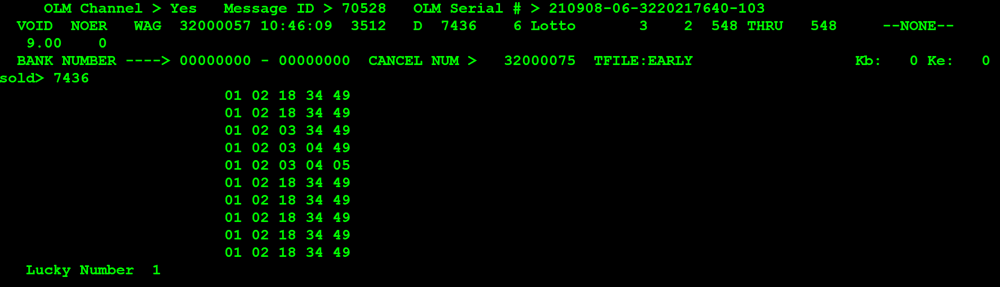 OLM Channel > Yes   Message ID > 70528   OLM Serial # > 210908-06-3220217640-103
VOID  NOER   WAG  32000057 10:46:09  3512   D  7436    6 Lotto       3    2  548 THRU   548     --NONE--
9.00    0
BANK NUMBER ----> 00000000 - 00000000  CANCEL NUM >   32000075  TFILE:EARLY                  Kb:   0 Ke:   0
sold> 7436
01 02 18 34 49
01 02 18 34 49
01 02 03 34 49
01 02 03 04 49
01 02 03 04 05
01 02 18 34 49
01 02 18 34 49
01 02 18 34 49
01 02 18 34 49
01 02 18 34 49
Lucky Number  1